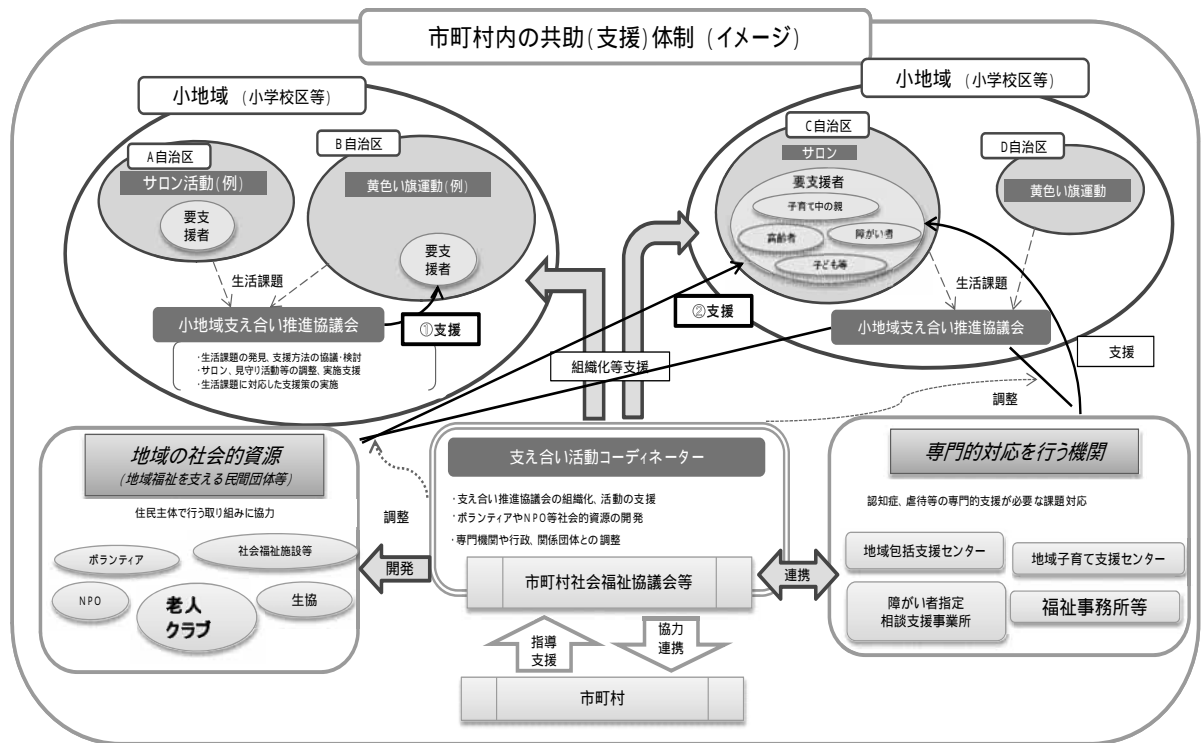 市町村内の共助(支援)体制 (イメージ)
小地域 (小学校区等)
A自治区
サロン活動(例)
要支
援者
B自治区
黄色い旗運動(例)
要支
援者
生活課題
小地域支え合い推進協議会
①支援
・生活課題の発見、支援方法の協議・検討
・サロン、見守り活動等の調整、実施支援
・生活課題に対応した支援策の実施
小地域 (小学校区等)
C自治区
サロン
要支援者
子育て中の親
高齢者
障がい者
子ども等
D自治区
黄色い旗運動
生活課題
小地域支え合い推進協議会
②支援
組織化等支援
支援
調整
地域の社会的資源
(地域福祉を支える民間団体等)
住民主体で行う取り組みに協力
ボランティア
社会福祉施設等
NPO
老人
クラブ
生協
調整
開発
支え合い活動コーディネーター
・支え合い推進協議会の組織化、活動の支援
・ボランティアやNPO等社会的資源の開発
・専門機関や行政、関係団体との調整
市町村社会福祉協議会等
連携
指導
支援
協力
連携
市町村
専門的対応を行う機関
認知症、虐待等の専門的支援が必要な課題対応
地域包括支援センター
地域子育て支援センター
障がい者指定
相談支援事業所
福祉事務所等